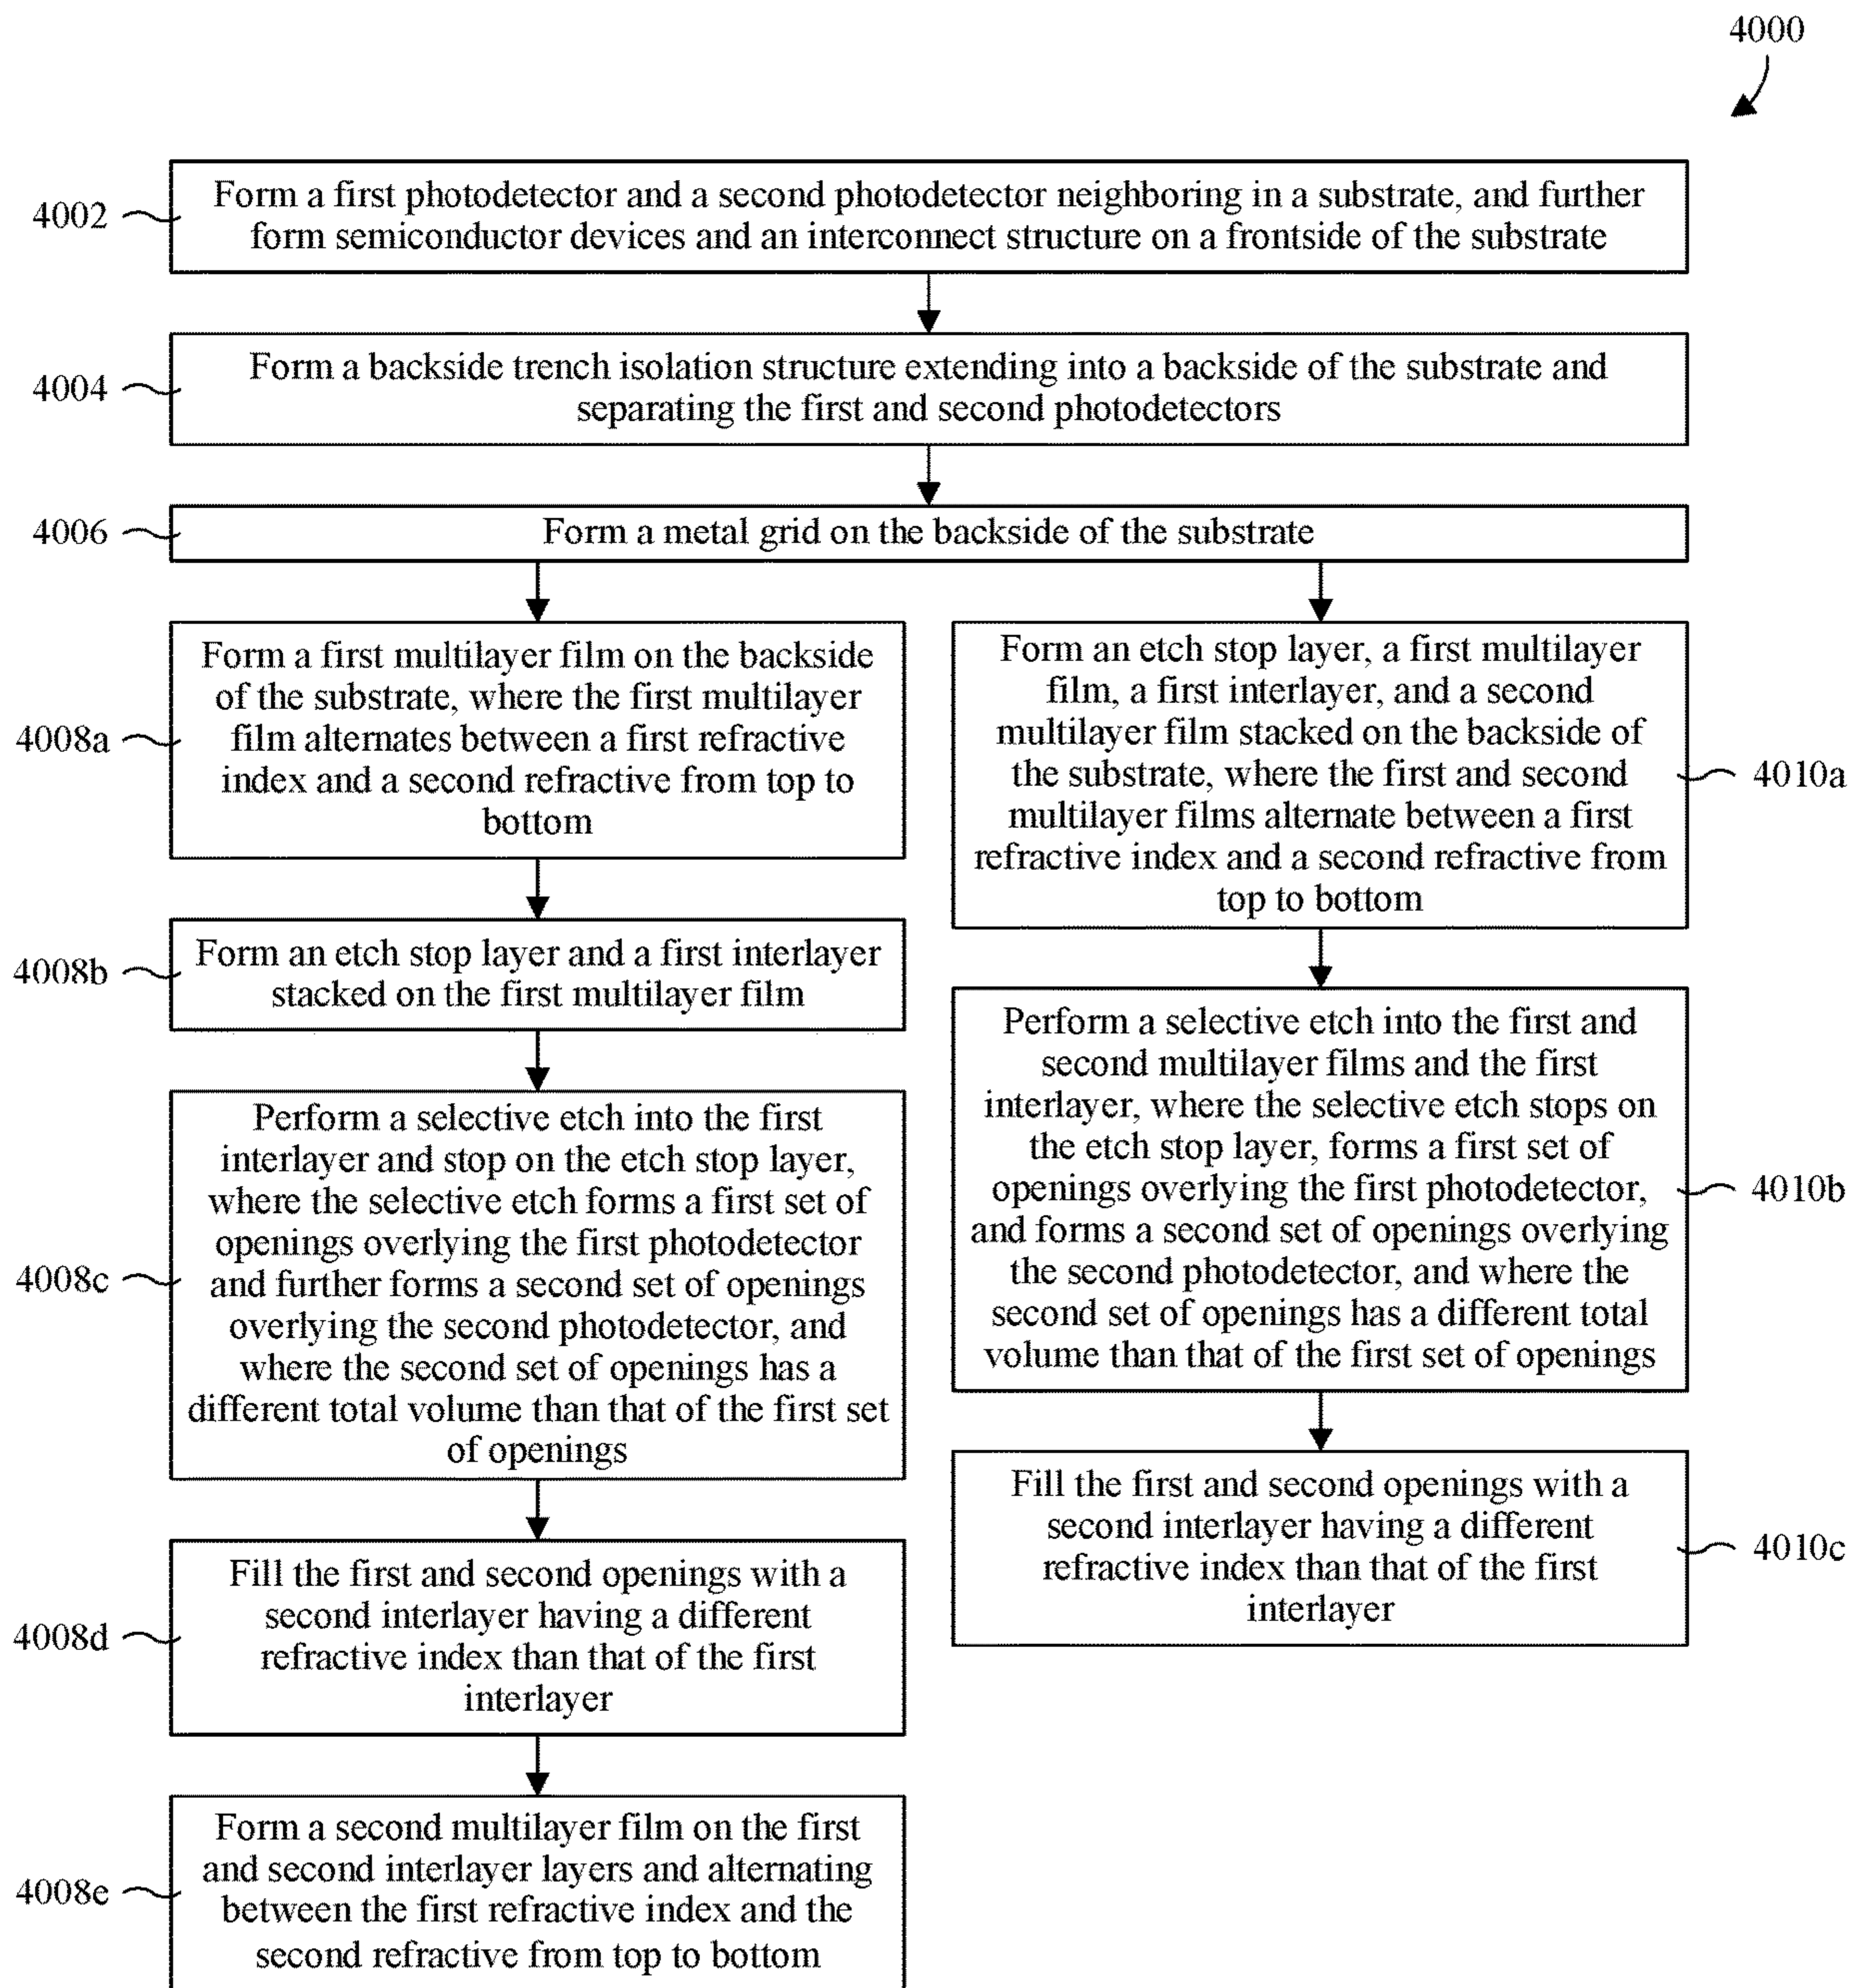 4000
4002
Form a first photodetector and a second photodetector neighboring in a substrate, and further
form semiconductor devices and an interconnect structure on a frontside of the substrate
4004
Form a backside trench isolation structure extending into a backside of the substrate and
separating the first and second photodetectors
4006
Form a metal grid on the backside of the substrate
4008a
Form a first multilayer film on the backside
of the substrate, where the first multilayer
film alternates between a first refractive
index and a second refractive from top to
bottom
4008b
Form an etch stop layer and a first interlayer
stacked on the first multilayer film
4008c
Perform a selective etch into the first
interlayer and stop on the etch stop layer,
where the selective etch forms a first set of
openings overlying the first photodetector
and further forms a second set of openings
overlying the second photodetector, and
where the second set of openings has a
different total volume than that of the first set
of openings
4008d
Fill the first and second openings with a
second interlayer having a different
refractive index than that of the first
interlayer
4008e
Form a second multilayer film on the first
and second interlayer layers and alternating
between the first refractive index and the
second refractive from top to bottom
Form an etch stop layer, a first multilayer
film, a first interlayer, and a second
multilayer film stacked on the backside of
the substrate, where the first and second
multilayer films alternate between a first
refractive index and a second refractive from
top to bottom
4010a
Perform a selective etch into the first and
second multilayer films and the first
interlayer, where the selective etch stops on
the etch stop layer, forms a first set of
openings overlying the first photodetector,
and forms a second set of openings overlying
the second photodetector, and where the
second set of openings has a different total
volume than that of the first set of openings
4010b
Fill the first and second openings with a
second interlayer having a different
refractive index than that of the first
interlayer
4010c